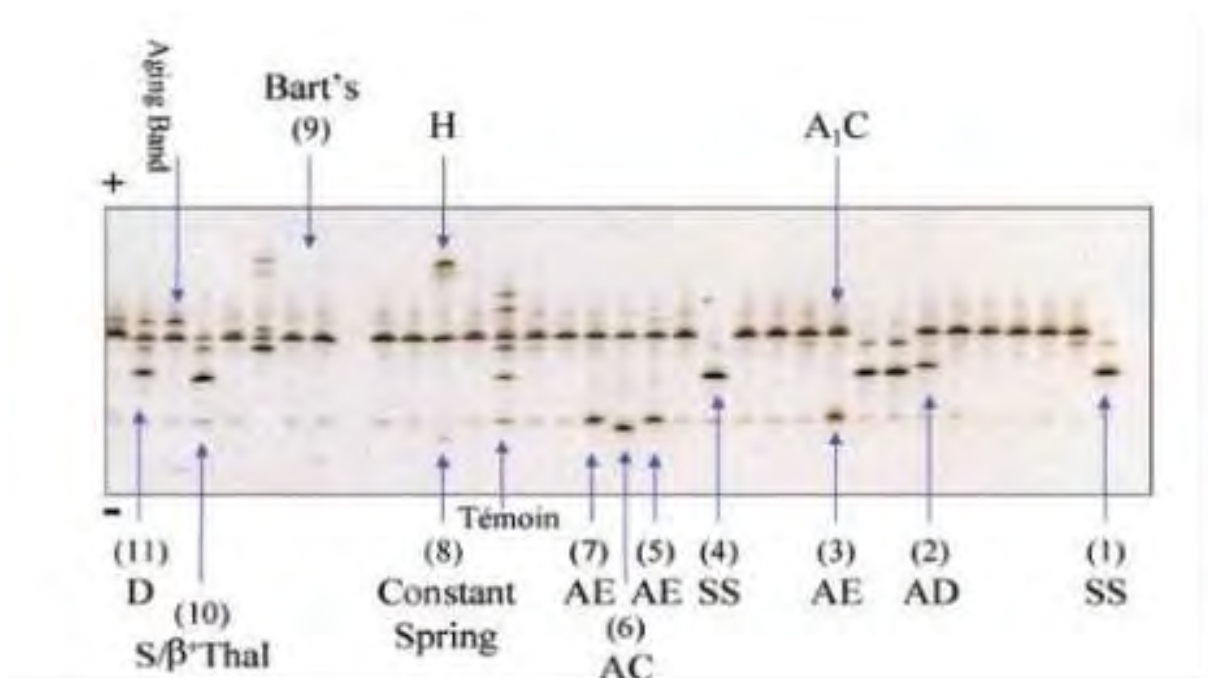 Aging Band
Bart's
(9)
H
A₁C
+
-
Témoin
(11)
D
(10)
S/β⁺Thal
(8)
Constant
Spring
(7)
AE
(6)
AC
(5)
AE
(4)
SS
(3)
AE
(2)
AD
(1)
SS